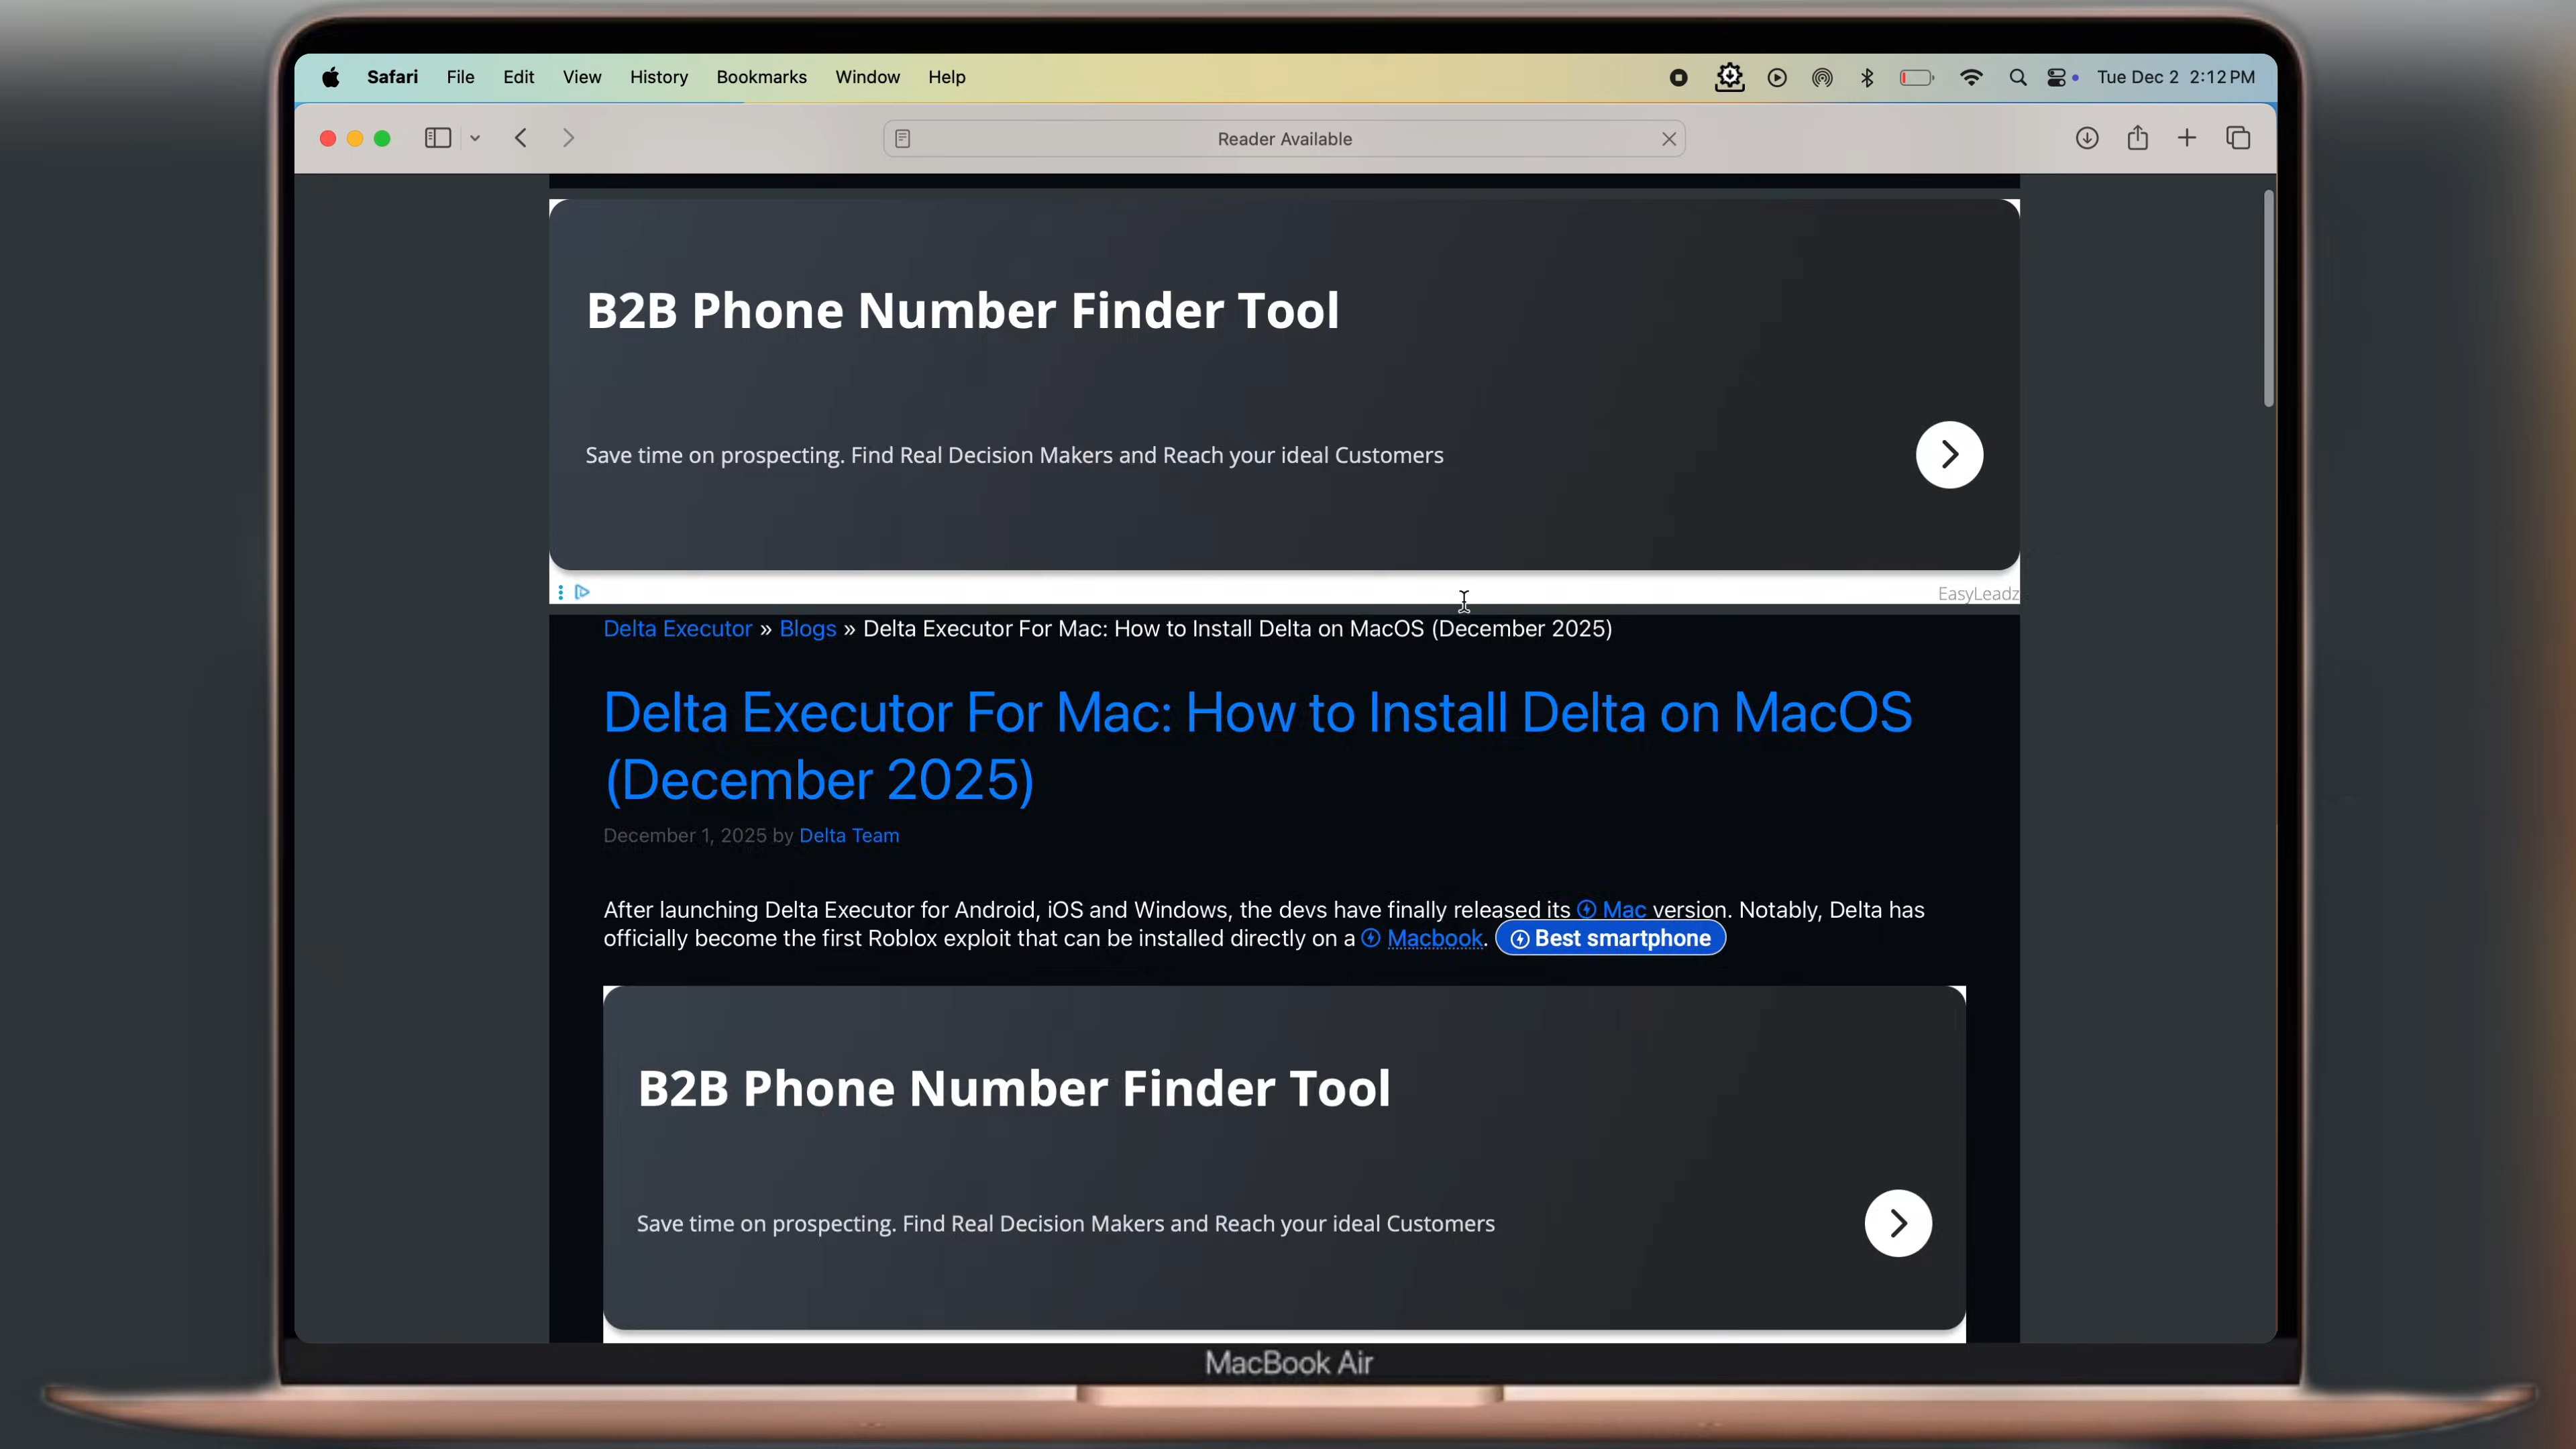 Safari File Edit View History Bookmarks Window Help Tue Dec 2 2:12 PM
Reader Available
B2B Phone Number Finder Tool
Save time on prospecting. Find Real Decision Makers and Reach your ideal Customers
EasyLeadz
Delta Executor » Blogs » Delta Executor For Mac: How to Install Delta on MacOS (December 2025)
Delta Executor For Mac: How to Install Delta on MacOS
(December 2025)
December 1, 2025 by Delta Team
After launching Delta Executor for Android, iOS and Windows, the devs have finally released its Mac version. Notably, Delta has
officially become the first Roblox exploit that can be installed directly on a Macbook. Best smartphone
B2B Phone Number Finder Tool
Save time on prospecting. Find Real Decision Makers and Reach your ideal Customers
MacBook Air